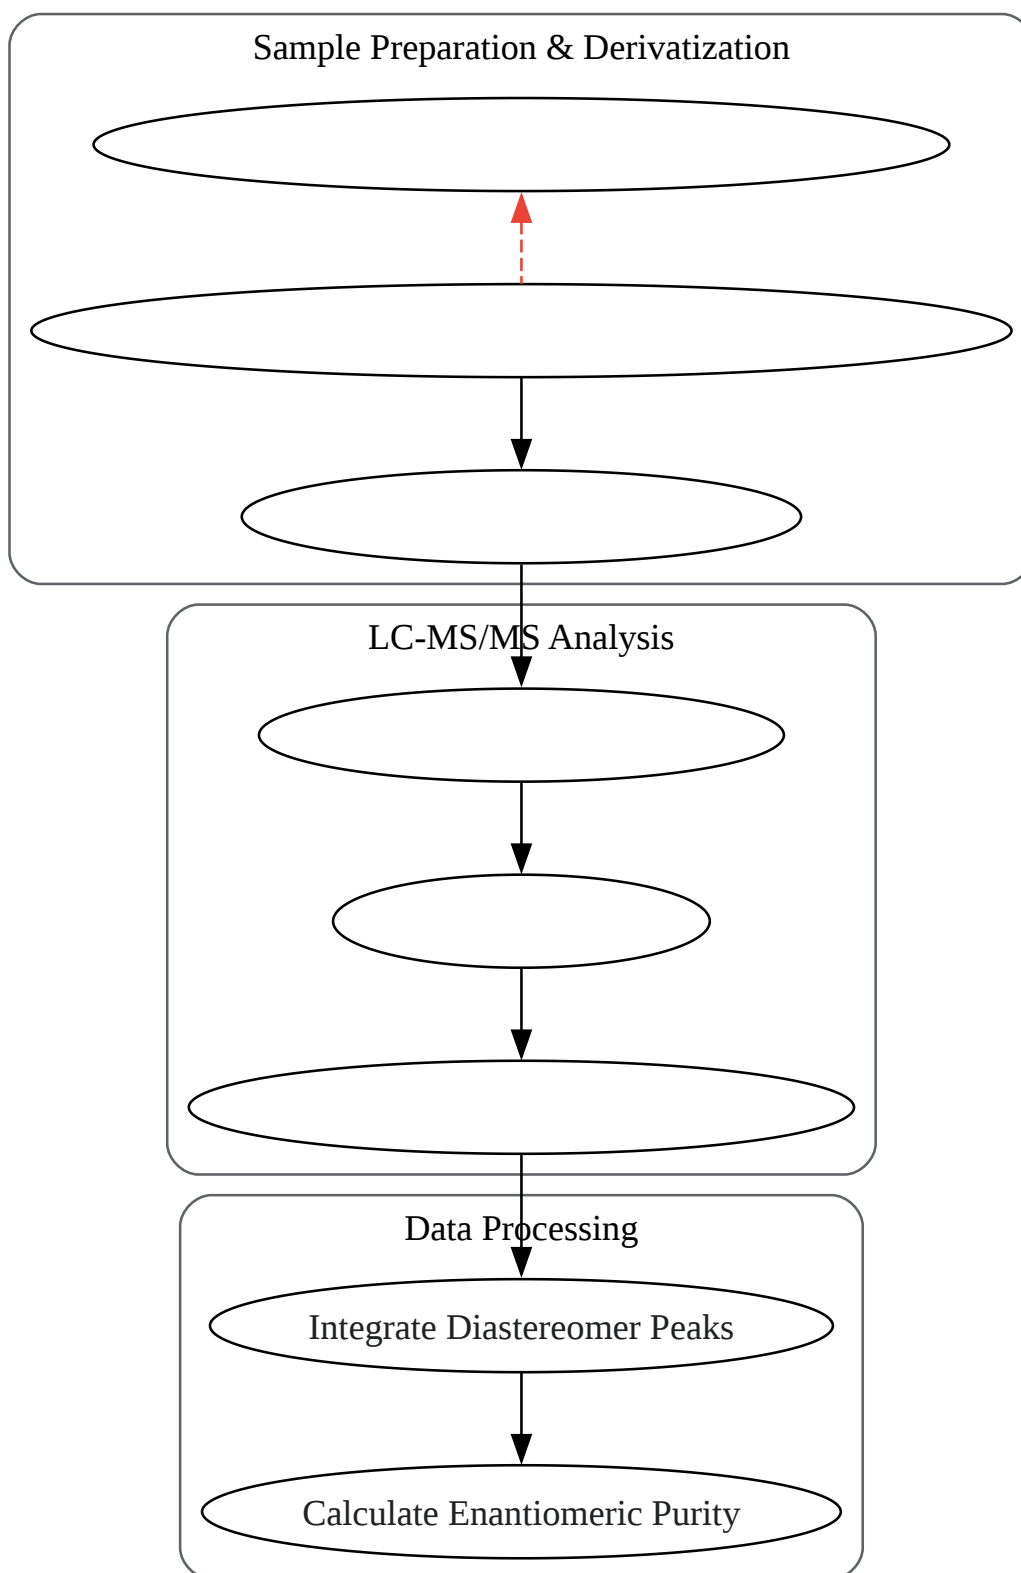 Sample Preparation & Derivatization
LC-MS/MS Analysis
Data Processing
Integrate Diastereomer Peaks
Calculate Enantiomeric Purity